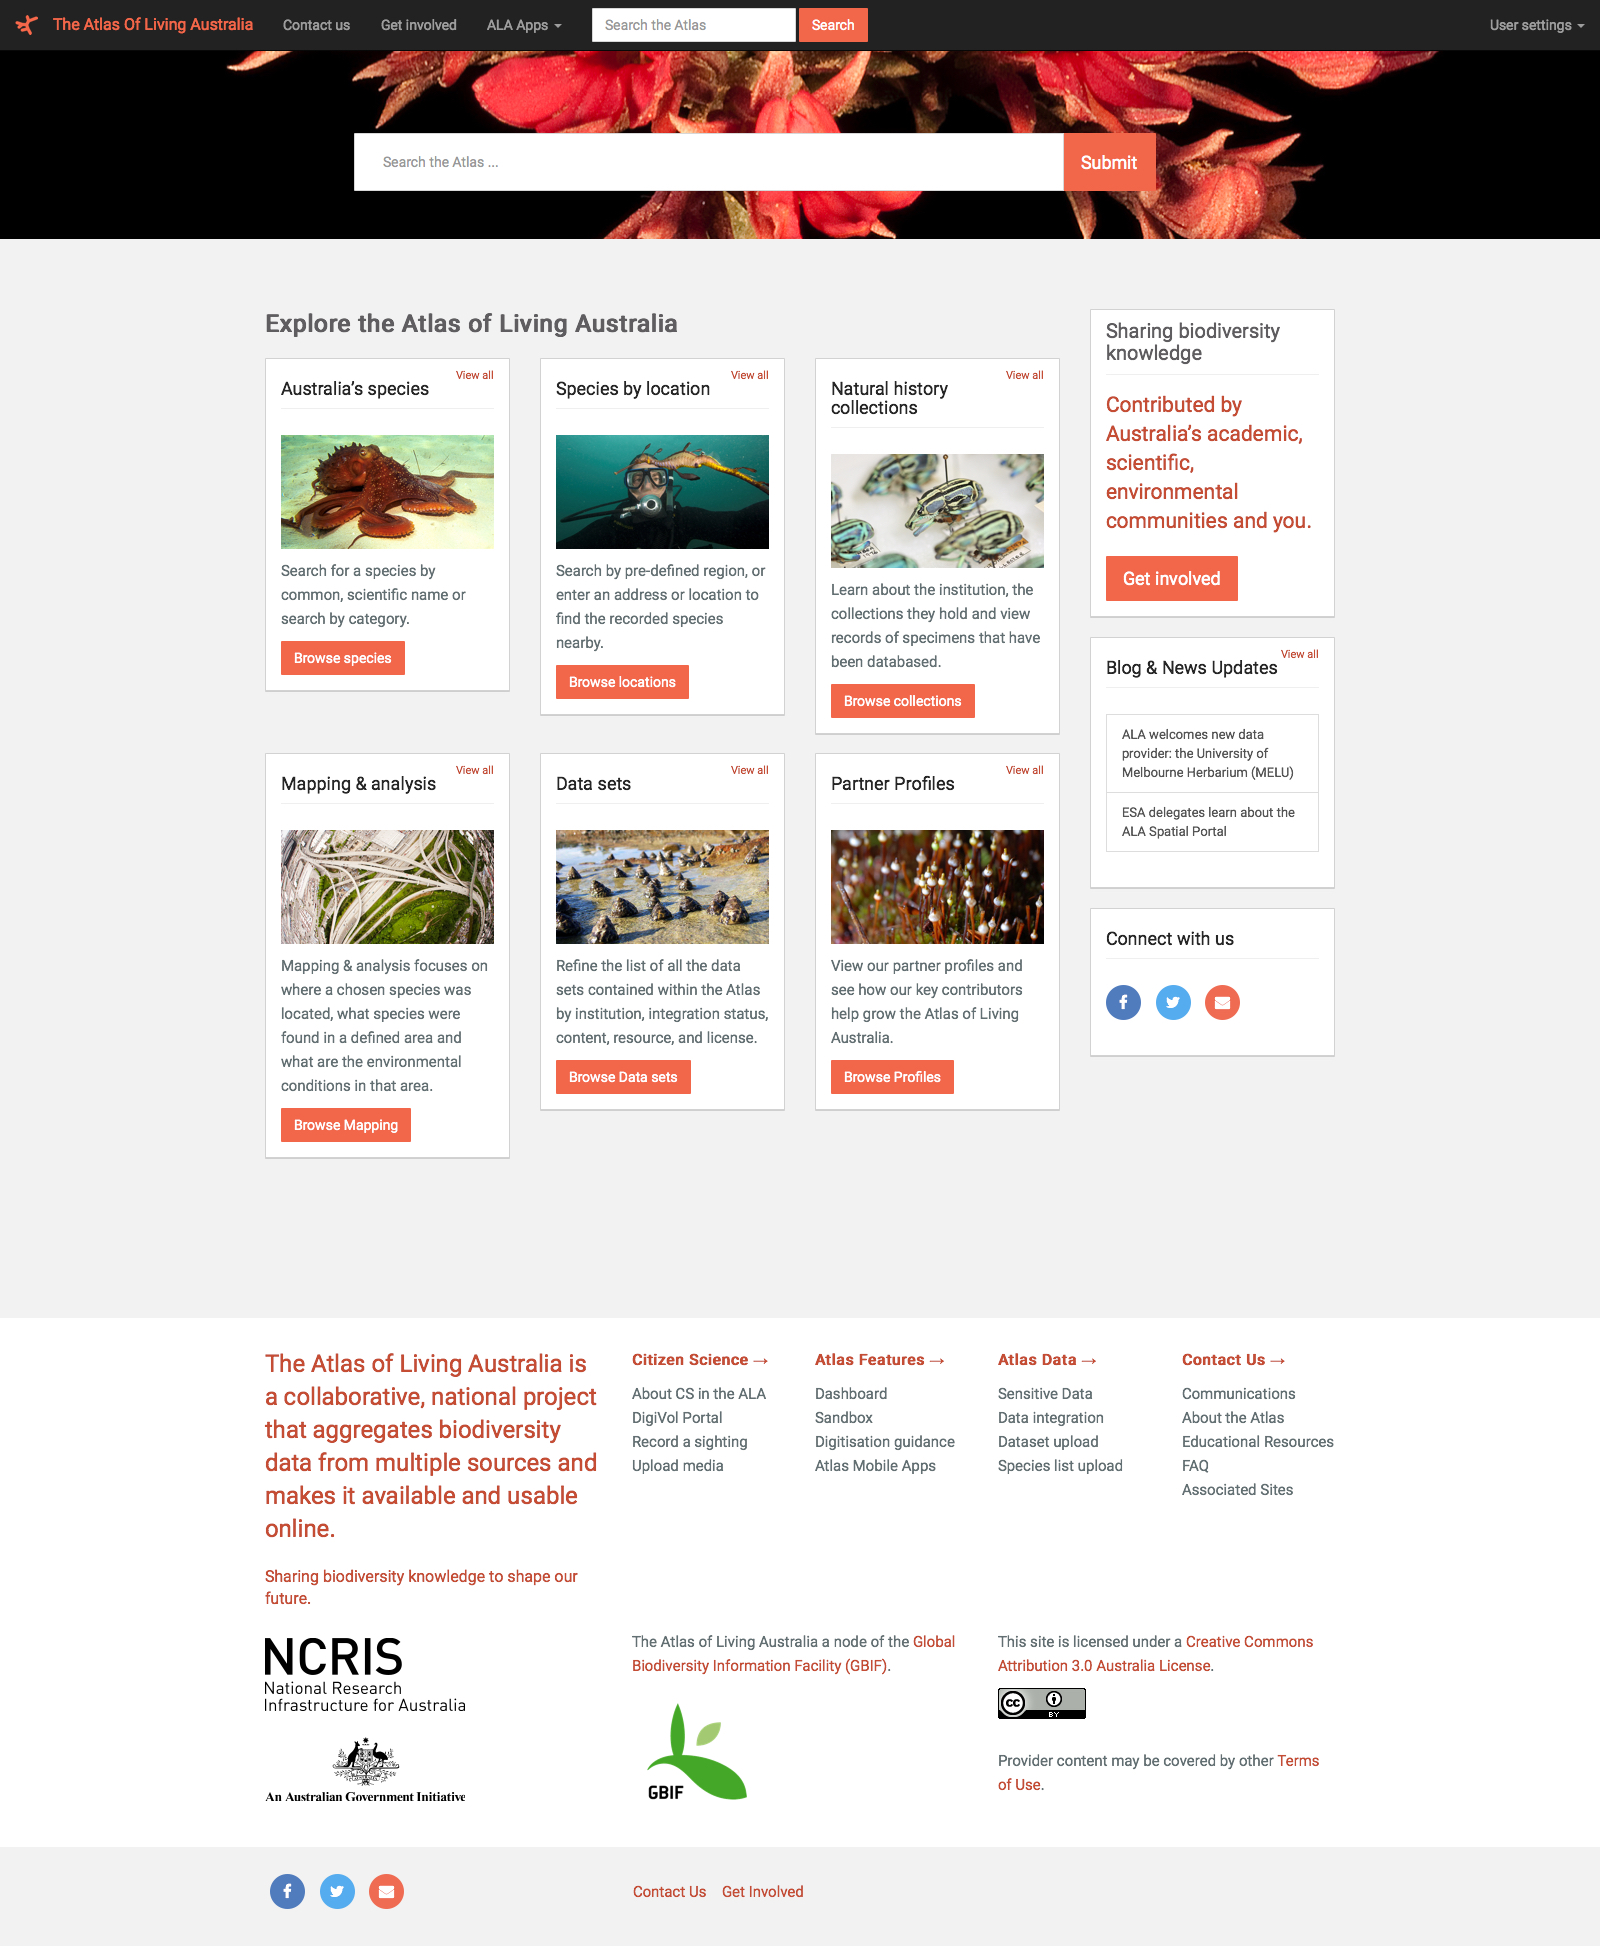 The Atlas Of Living Australia
Contact us
Get involved
ALA Apps
Search the Atlas
Search
User settings
Search the Atlas ...
Submit
Explore the Atlas of Living Australia
View all
Australia’s species
Search for a species by
common, scientific name or
search by category.
Browse species
View all
Species by location
Search by pre-defined region, or
enter an address or location to
find the recorded species
nearby.
Browse locations
View all
Natural history
collections
Learn about the institution, the
collections they hold and view
records of specimens that have
been databased.
Browse collections
View all
Mapping & analysis
Mapping & analysis focuses on
where a chosen species was
located, what species were
found in a defined area and
what are the environmental
conditions in that area.
Browse Mapping
View all
Data sets
Refine the list of all the data
sets contained within the Atlas
by institution, integration status,
content, resource, and license.
Browse Data sets
View all
Partner Profiles
View our partner profiles and
see how our key contributors
help grow the Atlas of Living
Australia.
Browse Profiles
Sharing biodiversity
knowledge
Contributed by
Australia’s academic,
scientific,
environmental
communities and you.
Get involved
View all
Blog & News Updates
ALA welcomes new data
provider: the University of
Melbourne Herbarium (MELU)
ESA delegates learn about the
ALA Spatial Portal
Connect with us
The Atlas of Living Australia is
a collaborative, national project
that aggregates biodiversity
data from multiple sources and
makes it available and usable
online.
Sharing biodiversity knowledge to shape our
future.
Citizen Science →
About CS in the ALA
DigiVol Portal
Record a sighting
Upload media
Atlas Features →
Dashboard
Sandbox
Digitisation guidance
Atlas Mobile Apps
Atlas Data →
Sensitive Data
Data integration
Dataset upload
Species list upload
Contact Us →
Communications
About the Atlas
Educational Resources
FAQ
Associated Sites
NCRIS
National Research
Infrastructure for Australia
An Australian Government Initiative
The Atlas of Living Australia a node of the Global
Biodiversity Information Facility (GBIF).
GBIF
This site is licensed under a Creative Commons
Attribution 3.0 Australia License.
cc
BY
Provider content may be covered by other Terms
of Use.
Contact Us
Get Involved